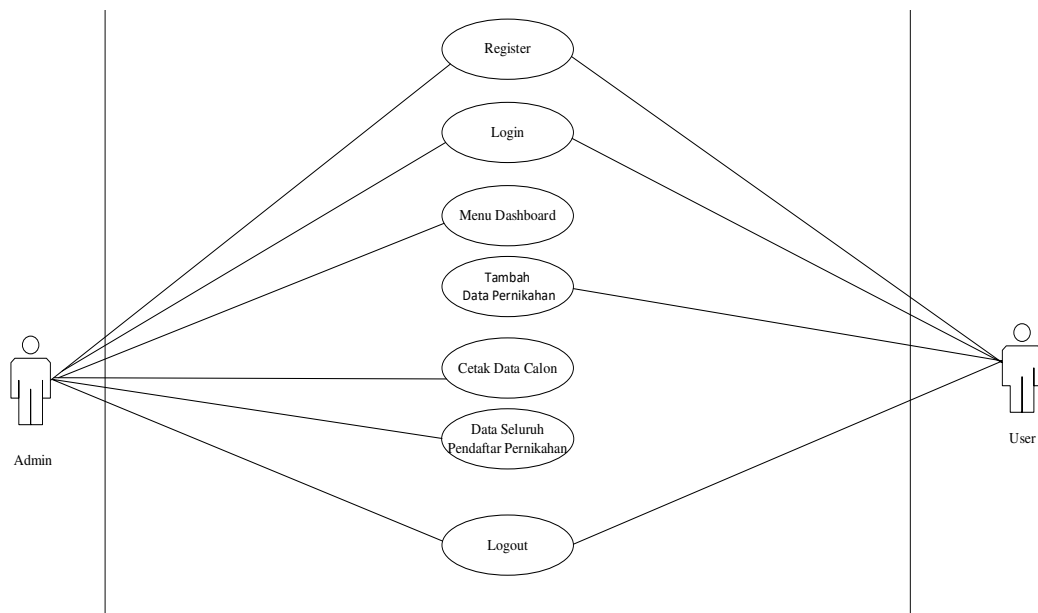 Register
Login
Menu Dashboard
Tambah
Data Pernikahan
Cetak Data Calon
Data Seluruh
Pendaftar Pernikahan
Logout
Admin
User